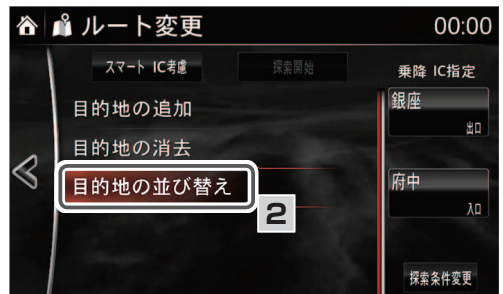 ルート変更 00:00
スマート IC考慮 探索開始 乗降 IC指定
目的地の追加
銀座
出口
目的地の消去
目的地の並び替え
2
府中
入口
探索条件変更